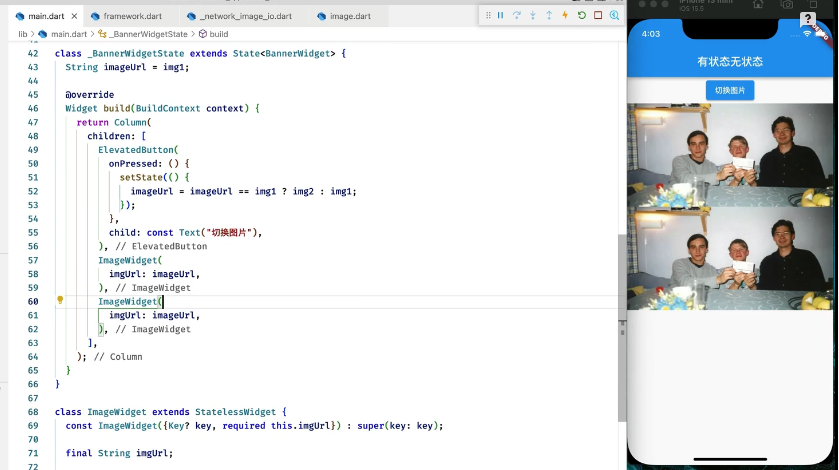 main.dart
framework.dart
_network_image_io.dart
image.dart
lib > main.dart > _BannerWidgetState > build
42 class _BannerWidgetState extends State<BannerWidget> {
43 String imageUrl = img1;
44
45 @override
46 Widget build(BuildContext context) {
47 return Column(
48 children: [
49 ElevatedButton(
50 onPressed: () {
51 setState(() {
52 imageUrl = imageUrl == img1 ? img2 : img1;
53 });
54 },
55 child: const Text("切换图片"),
56 ), // ElevatedButton
57 ImageWidget(
58 imgUrl: imageUrl,
59 ), // ImageWidget
60 ImageWidget(
61 imgUrl: imageUrl,
62 ), // ImageWidget
63 ],
64 ); // Column
65 }
66 }
67
68 class ImageWidget extends StatelessWidget {
69 const ImageWidget({Key? key, required this.imgUrl}) : super(key: key);
70
71 final String imgUrl;
72
iOS 15.5
4:03
有状态无状态
切换图片